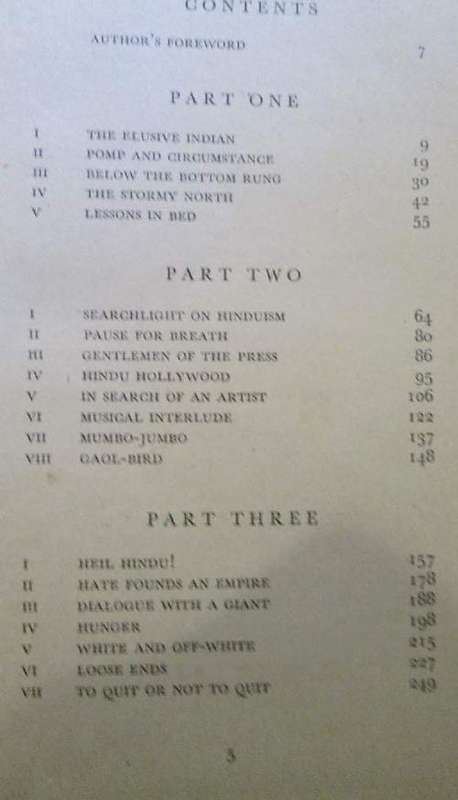 CONTENTS
AUTHOR'S FOREWORD 7
PART ONE
I THE ELUSIVE INDIAN 9
II POMP AND CIRCUMSTANCE 19
III BELOW THE BOTTOM RUNG 30
IV THE STORMY NORTH 42
V LESSONS IN BED 55
PART TWO
I SEARCHLIGHT ON HINDUISM 64
II PAUSE FOR BREATH 80
III GENTLEMEN OF THE PRESS 86
IV HINDU HOLLYWOOD 95
V IN SEARCH OF AN ARTIST 106
VI MUSICAL INTERLUDE 122
VII MUMBO-JUMBO 137
VIII GAOL-BIRD 148
PART THREE
I HEIL HINDU! 157
II HATE FOUNDS AN EMPIRE 178
III DIALOGUE WITH A GIANT 188
IV HUNGER 198
V WHITE AND OFF-WHITE 215
VI LOOSE ENDS 227
VII TO QUIT OR NOT TO QUIT 249
5